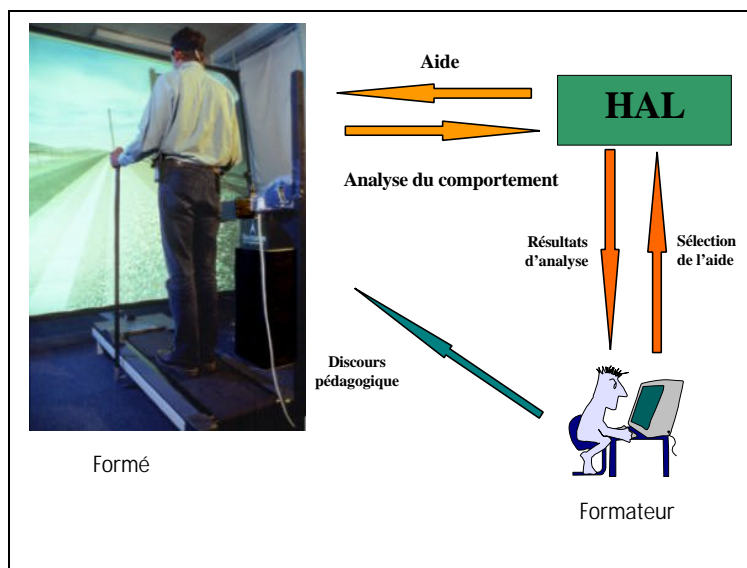 Aide
HAL
Analyse du comportement
Résultats
d'analyse
Sélection
de l'aide
Discours
pédagogique
Formé
Formateur